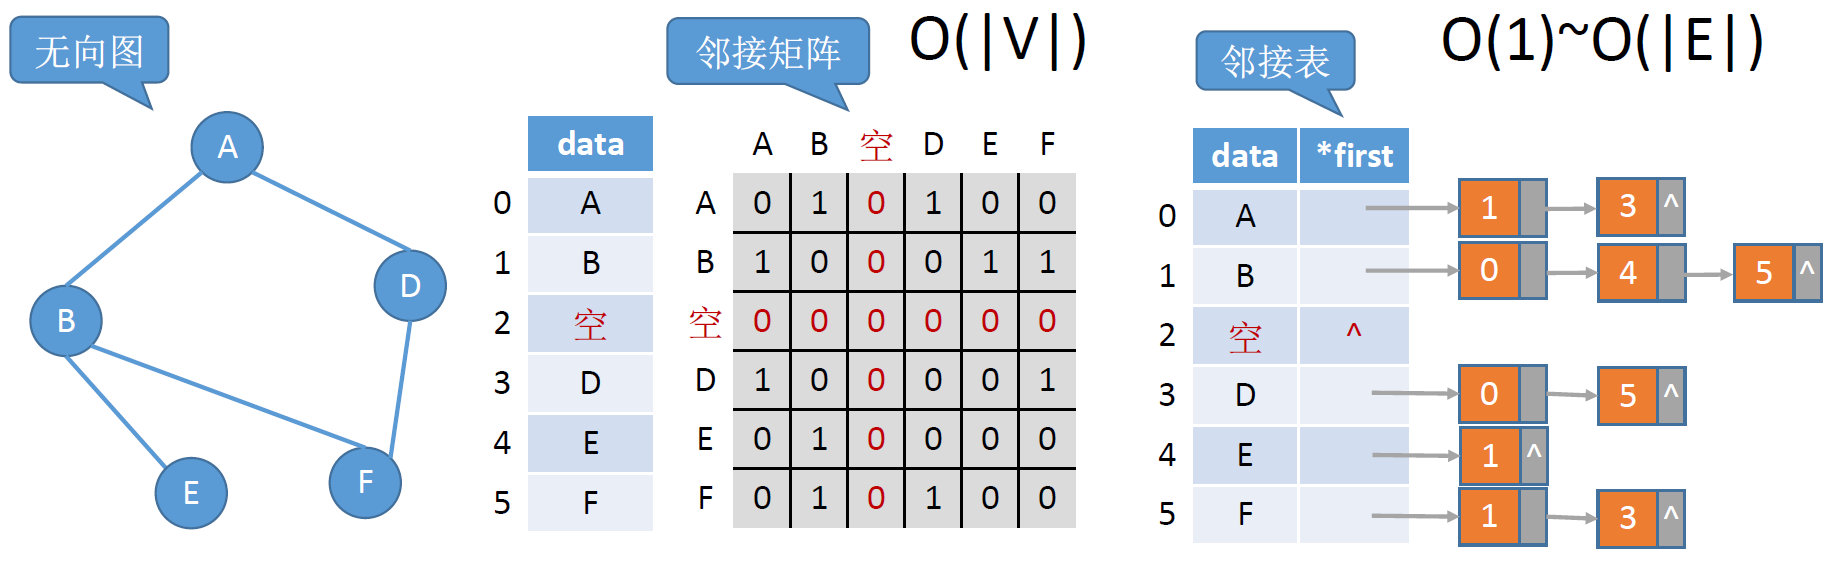 无向图
A
B
D
E
F
data
0 A
1 B
2 空
3 D
4 E
5 F
邻接矩阵
O(|V|)
A B 空 D E F
A 0 1 0 1 0 0
B 1 0 0 0 1 1
空 0 0 0 0 0 0
D 1 0 0 0 0 1
E 0 1 0 0 0 0
F 0 1 0 1 0 0
邻接表
O(1)~O(|E|)
data *first
0 A 1 3 ^
1 B 0 4 5 ^
2 空 ^
3 D 0 5 ^
4 E 1 ^
5 F 1 3 ^